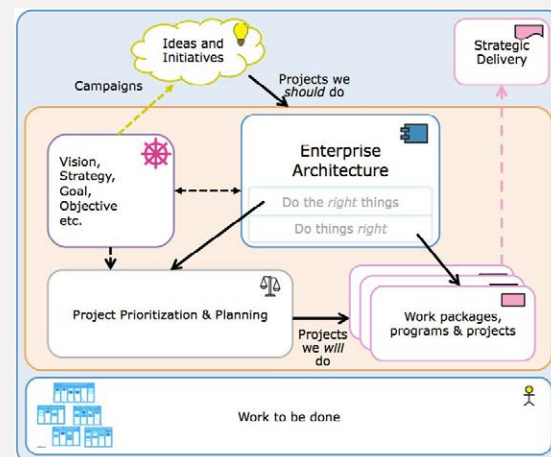 Ideas and
Initiatives
Strategic
Delivery
Campaigns
Projects we
should do
Vision,
Strategy,
Goal,
Objective
etc.
Enterprise
Architecture
Do the right things
Do things right
Project Prioritization & Planning
Projects
we will
do
Work packages,
programs & projects
Work to be done